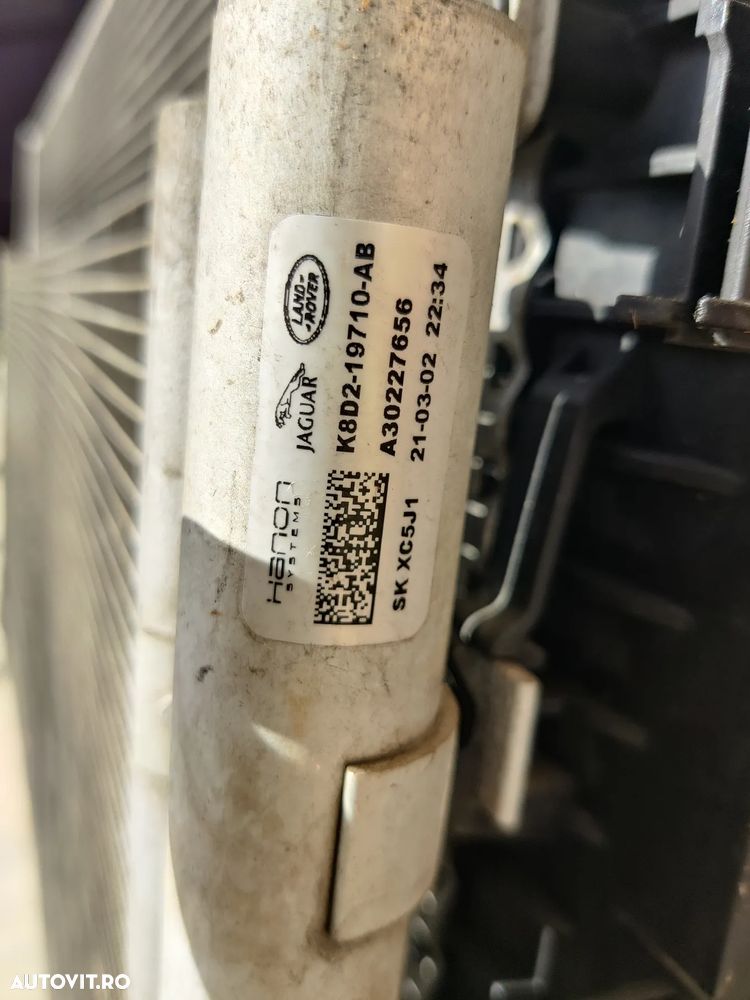 LAND-
ROVER
JAGUAR
Hanon
SYSTEMS
K8D2-19710-AB
A30227656
SK XC5J1
21-03-02 22:34
AUTOVIT.RO